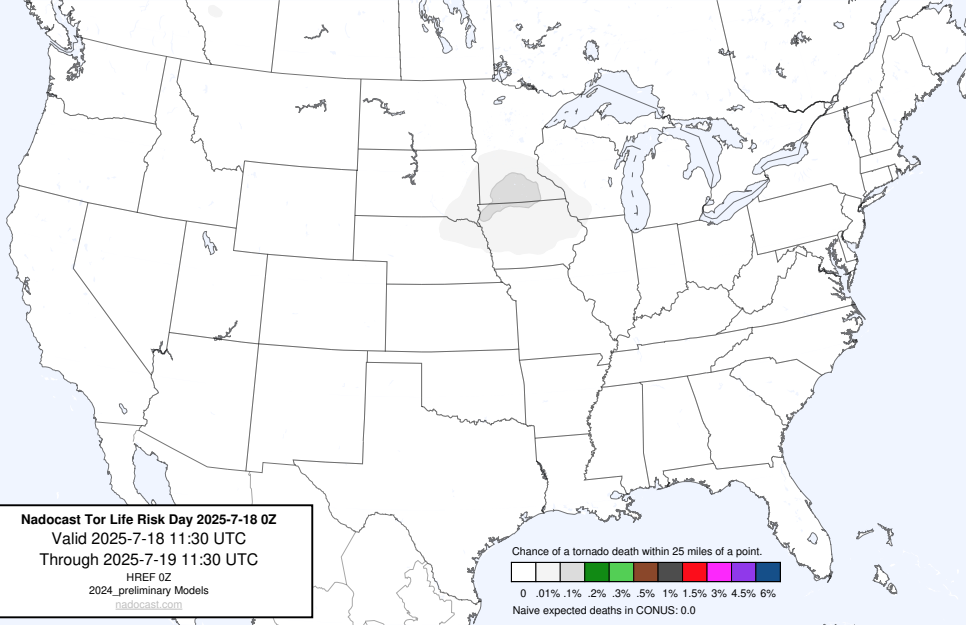 Nadocast Tor Life Risk Day 2025-7-18 0Z
Valid 2025-7-18 11:30 UTC
Through 2025-7-19 11:30 UTC
HREF 0Z
2024_preliminary Models
nadocast.com
Chance of a tornado death within 25 miles of a point.
0 .01% .1% .2% .3% .5% 1% 1.5% 3% 4.5% 6%
Naive expected deaths in CONUS: 0.0